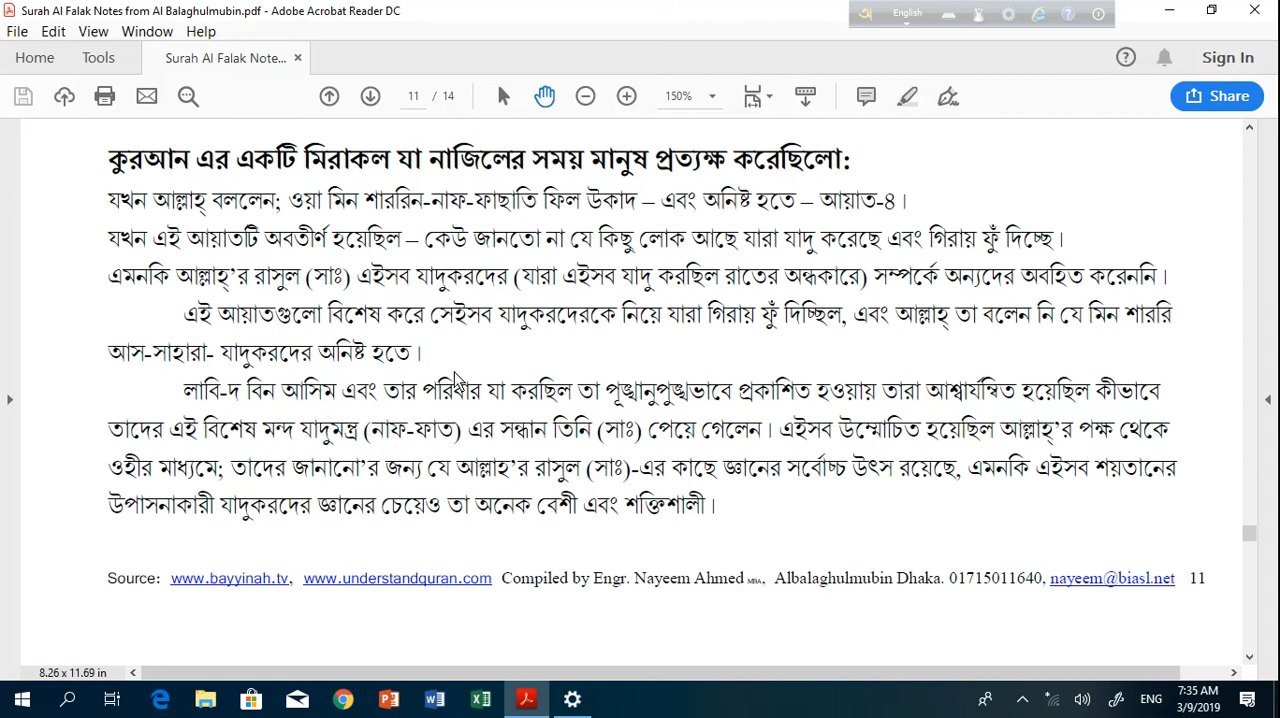 Surah Al Falak Notes from Al Balaghulmubin.pdf - Adobe Acrobat Reader DC
English
File Edit View Window Help
Home Tools Surah Al Falak Note... × Sign In
11 / 14 150% Share
কুরআন এর একটি মিরাকল যা নাজিলের সময় মানুষ প্রত্যক্ষ করেছিলো:
যখন আল্লাহ্ বললেন; ওয়া মিন শাররিন-নাফ-ফাছাতি ফিল উকাদ – এবং অনিষ্ট হতে – আয়াত-৪।
যখন এই আয়াতটি অবতীর্ণ হয়েছিল – কেউ জানতো না যে কিছু লোক আছে যারা যাদু করেছে এবং গিরায় ফুঁ দিচ্ছে।
এমনকি আল্লাহ্'র রাসুল (সাঃ) এইসব যাদুকরদের (যারা এইসব যাদু করছিল রাতের অন্ধকারে) সম্পর্কে অন্যদের অবহিত করেননি।
এই আয়াতগুলো বিশেষ করে সেইসব যাদুকরদেরকে নিয়ে যারা গিরায় ফুঁ দিচ্ছিল, এবং আল্লাহ্ তা বলেন নি যে মিন শাররি
আস-সাহারা- যাদুকরদের অনিষ্ট হতে।
লাবি-দ বিন আসিম এবং তার পরিবার যা করছিল তা পূঙ্খানুপুঙ্খভাবে প্রকাশিত হওয়ায় তারা আশ্বার্যম্বিত হয়েছিল কীভাবে
তাদের এই বিশেষ মন্দ যাদুমন্ত্র (নাফ-ফাত) এর সন্ধান তিনি (সাঃ) পেয়ে গেলেন। এইসব উম্মোচিত হয়েছিল আল্লাহ্'র পক্ষ থেকে
ওহীর মাধ্যমে; তাদের জানানো'র জন্য যে আল্লাহ্'র রাসুল (সাঃ)-এর কাছে জ্ঞানের সর্বোচ্চ উৎস রয়েছে, এমনকি এইসব শয়তানের
উপাসনাকারী যাদুকরদের জ্ঞানের চেয়েও তা অনেক বেশী এবং শক্তিশালী।
Source: www.bayyinah.tv, www.understandquran.com Compiled by Engr. Nayeem Ahmed MBA, Albalaghulmubin Dhaka. 01715011640, nayeem@biasl.net 11
8.26 x 11.69 in
ENG 7:35 AM
3/9/2019